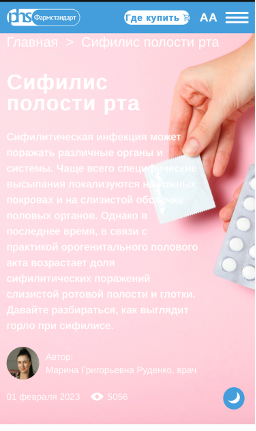 Фармстандарт
Где купить
АА
Главная > Сифилис полости рта
Сифилис
полости рта
Сифилитическая инфекция может
поражать различные органы и
системы. Чаще всего специфические
высыпания локализуются на кожных
покровах и на слизистой оболочке
половых органов. Однако в
последнее время, в связи с
практикой орогенитального полового
акта возрастает доля
сифилитических поражений
слизистой ротовой полости и глотки.
Давайте разбираться, как выглядит
горло при сифилисе.
Автор:
Марина Григорьевна Руденко, врач
01 февраля 2023 5056